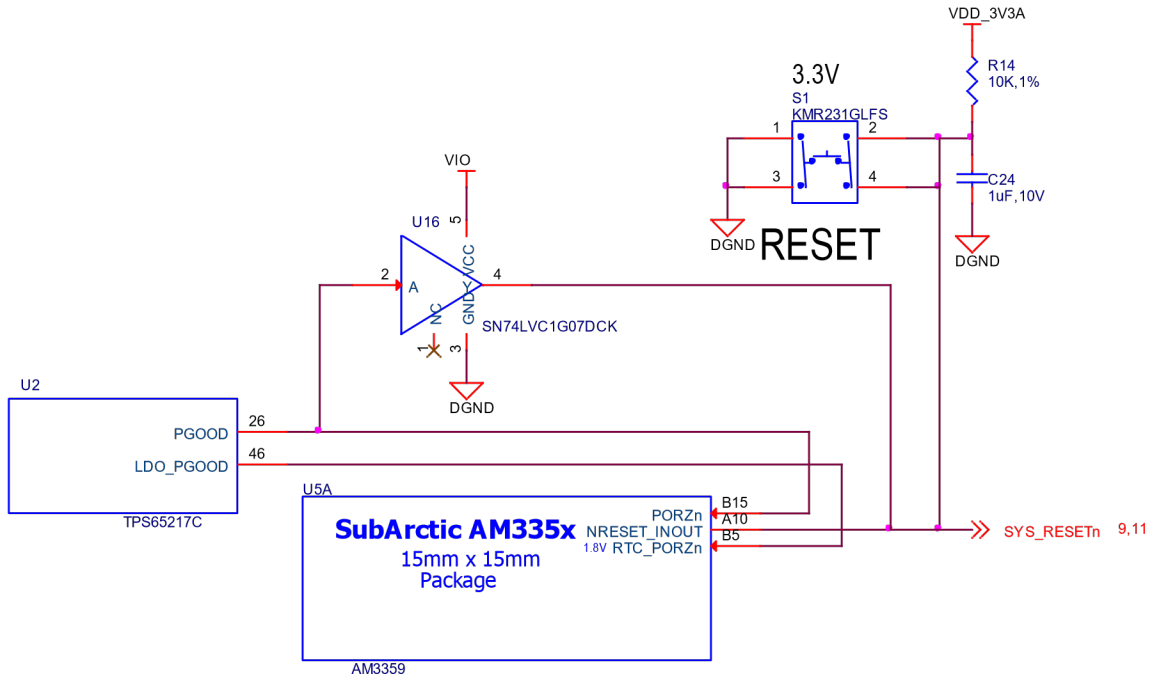 VDD_3V3A
R14
10K,1%
3.3V
S1
KMR231GLFS
1
2
3
4
C24
1uF,10V
DGND
RESET
DGND
VIO
U16
5
VCC
2
A
4
Y
NC
GND
SN74LVC1G07DCK
1
3
DGND
U2
PGOOD
26
LDO_PGOOD
46
TPS65217C
U5A
SubArctic AM335x
15mm x 15mm
Package
PORZn
B15
NRESET_INOUT
A10
1.8V RTC_PORZn
B5
SYS_RESETn 9,11
AM3359